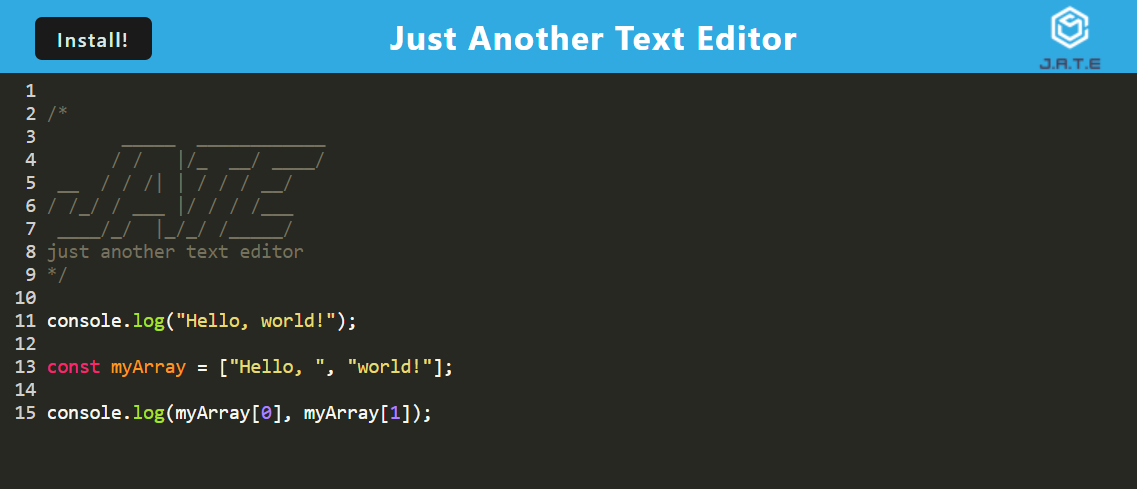 Install!
Just Another Text Editor
J.A.T.E
1
2 /*
3        _____  ____________
4       / /   |/_  __/ ____/
5  __  / / /| | / / / __/
6 / /_/ / ___ |/ / / /___
7  ____/_/  |_/_/ /_____/
8 just another text editor
9 */
10
11 console.log("Hello, world!");
12
13 const myArray = ["Hello, ", "world!"];
14
15 console.log(myArray[0], myArray[1]);